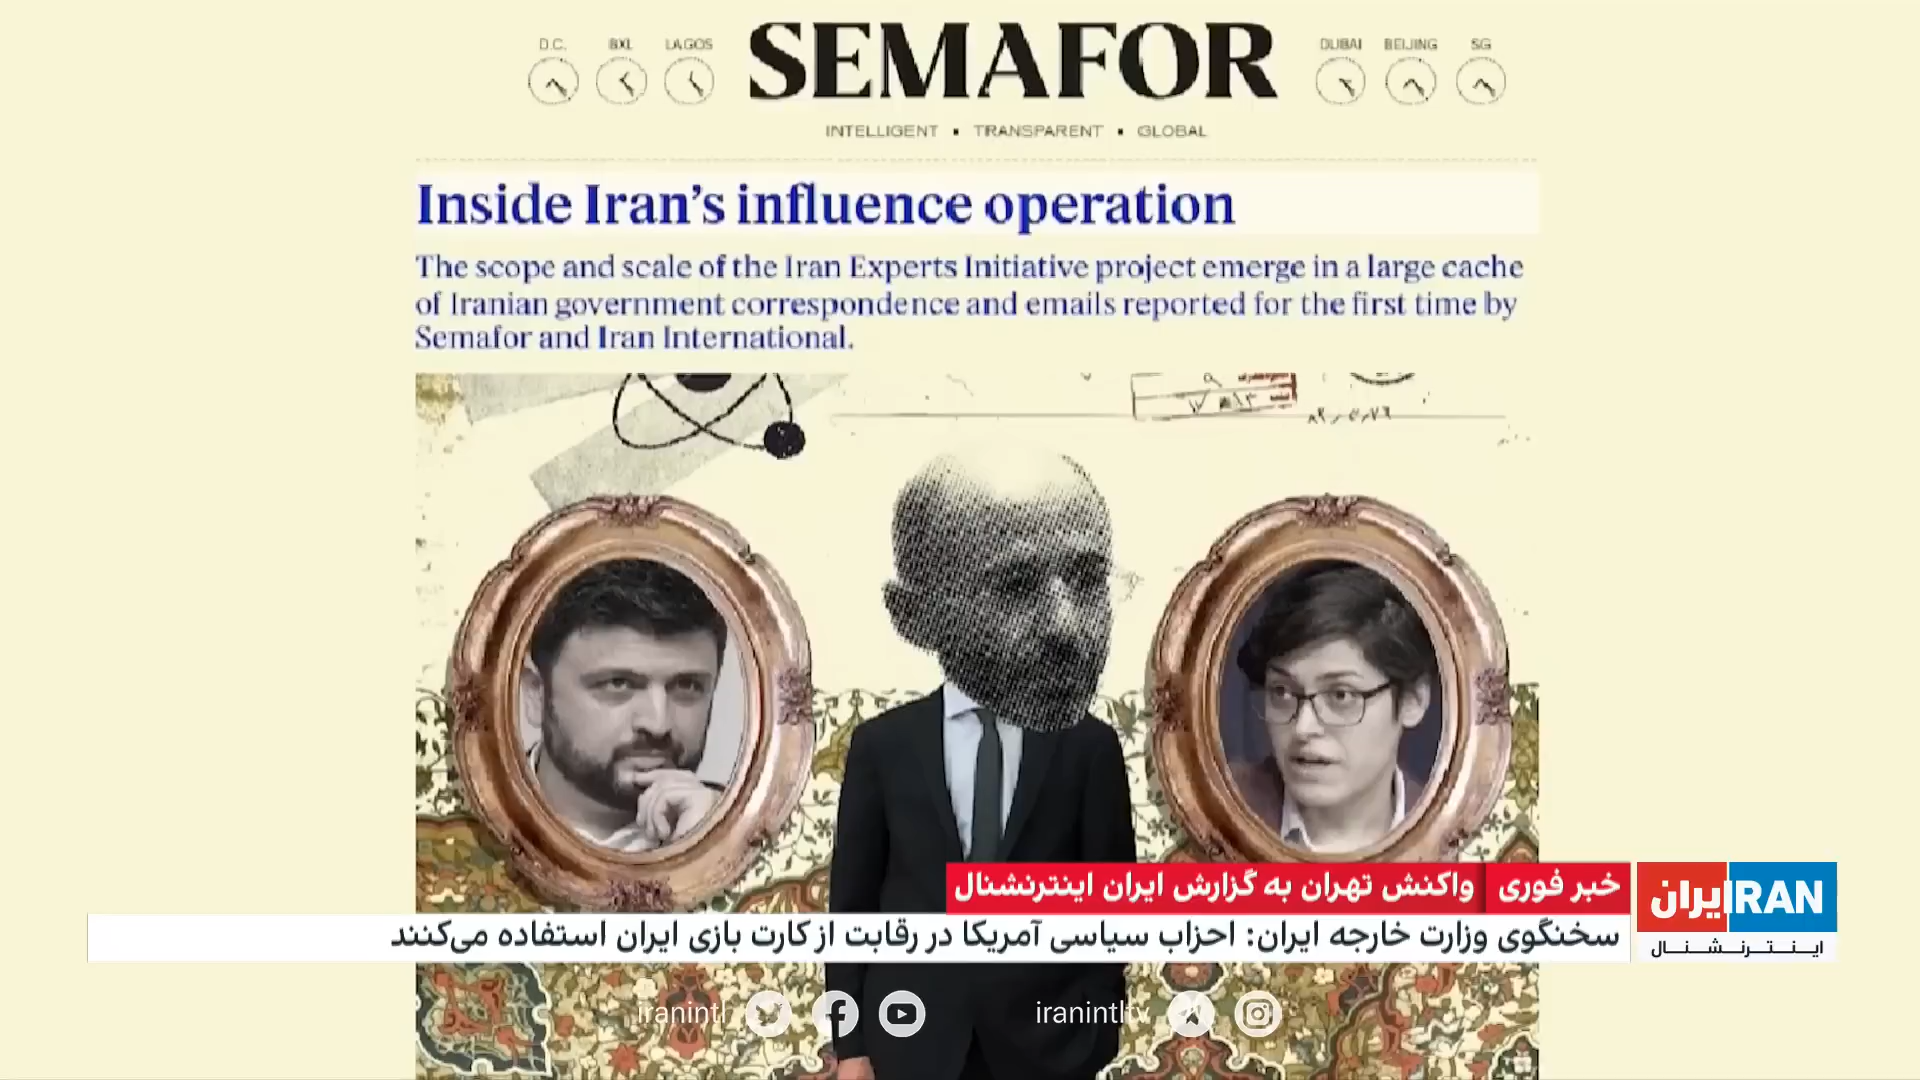 D.C. BXL LAGOS
SEMAFOR
DUBAI BEIJING SG
INTELLIGENT ▪ TRANSPARENT ▪ GLOBAL
Inside Iran's influence operation
The scope and scale of the Iran Experts Initiative project emerge in a large cache
of Iranian government correspondence and emails reported for the first time by
Semafor and Iran International.
خبر فوری واکنش تهران به گزارش ایران اینترنشنال
سخنگوی وزارت خارجه ایران: احزاب سیاسی آمریکا در رقابت از کارت بازی ایران استفاده می‌کنند
ایران IRAN
اینترنشنال
iranintl
iranintltv